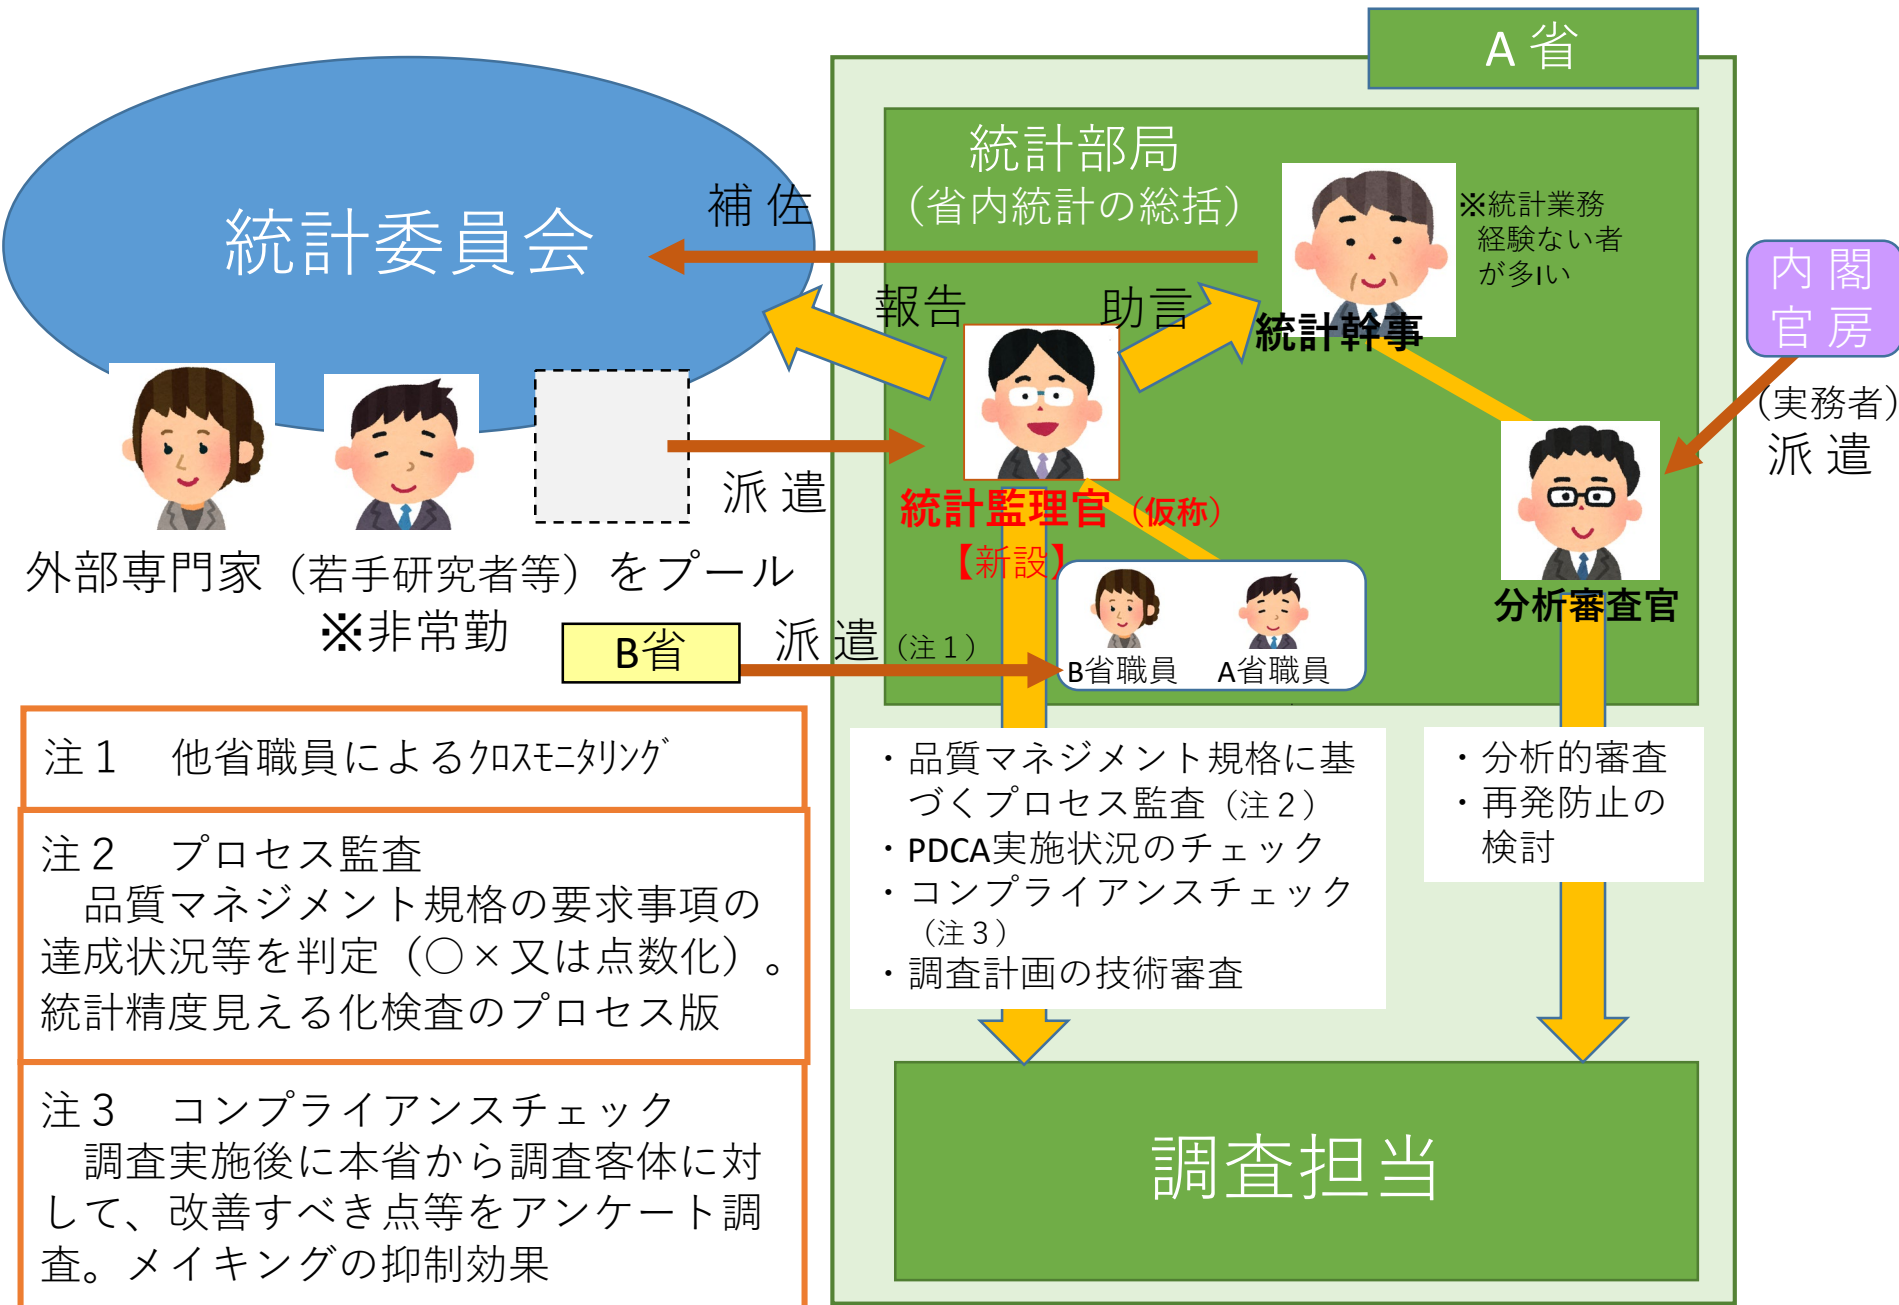 A 省
統計部局
（省内統計の総括）
※統計業務
経験ない者
が多いい
統計委員会
補 佐
報告
助言
統計幹事
内 閣
官 房
（実務者）
派 遣
派 遣
統計監理官（仮称）
【新設】
分析審査官
外部専門家（若手研究者等）をプール
※非常勤
B省
派 遣（注１）
B省職員
A省職員
注１　他省職員によるｸﾛｽﾓﾆﾀﾘﾝｸﾞ
注２　プロセス監査
品質マネジメント規格の要求事項の
達成状況等を判定（○×又は点数化）。
統計精度見える化検査のプロセス版
注３　コンプライアンスチェック
調査実施後に本省から調査客体に対
して、改善すべき点等をアンケート調
査。メイキングの抑制効果
・品質マネジメント規格に基
づくプロセス監査（注２）
・PDCA実施状況のチェック
・コンプライアンスチェック
（注３）
・調査計画の技術審査
・分析的審査
・再発防止の
検討
調査担当